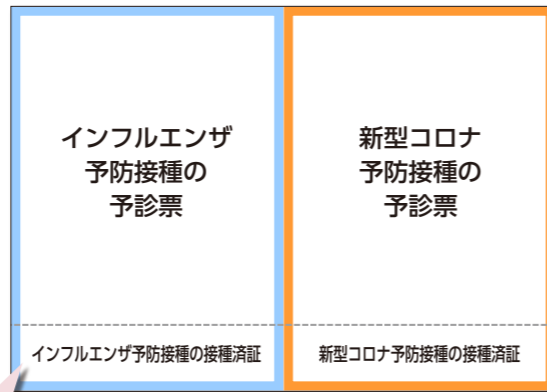 インフルエンザ
予防接種の
予診票
インフルエンザ予防接種の接種済証
新型コロナ
予防接種の
予診票
新型コロナ予防接種の接種済証